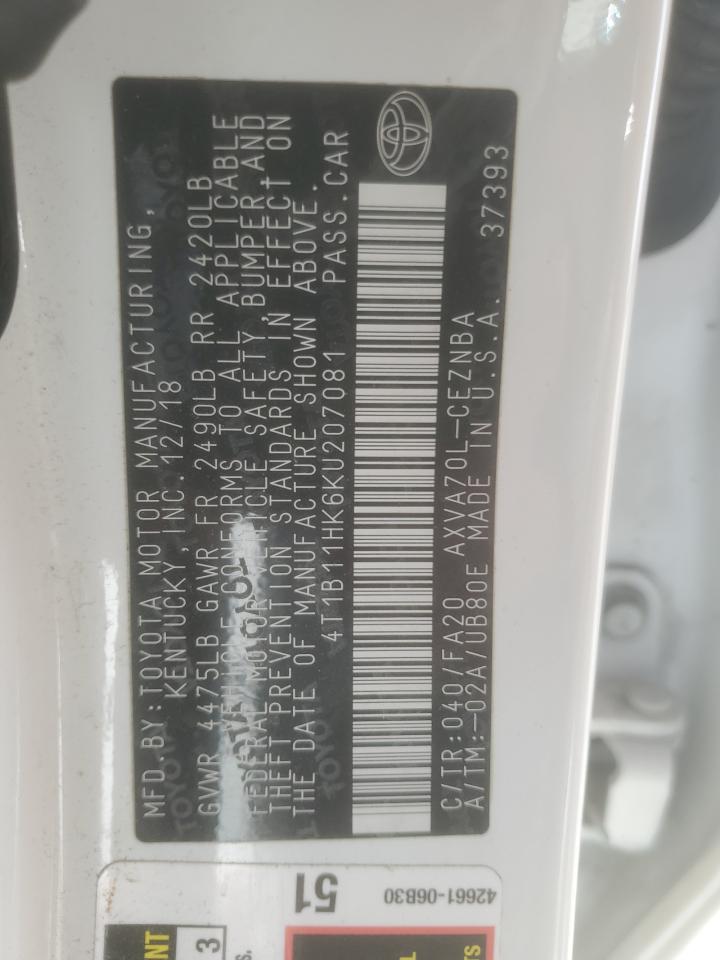 MFD.BY:TOYOTA MOTOR MANUFACTURING,
KENTUCKY,INC.12/18
GVWR 4475LB GAWR FR 2490LB RR 2420LB
THIS VEHICLE CONFORMS TO ALL APPLICABLE
FEDERAL MOTOR VEHICLE SAFETY,BUMPER,AND
THEFT PREVENTION STANDARDS IN EFFECT ON
THE DATE OF MANUFACTURE SHOWN ABOVE.
4T1B11HK6KU207081 PASS.CAR
C/TR:040/FA20 AXVA70L-CEZNBA
A/TM:-02A/UB80E MADE IN U.S.A. 37393
51
42661-06B30
3